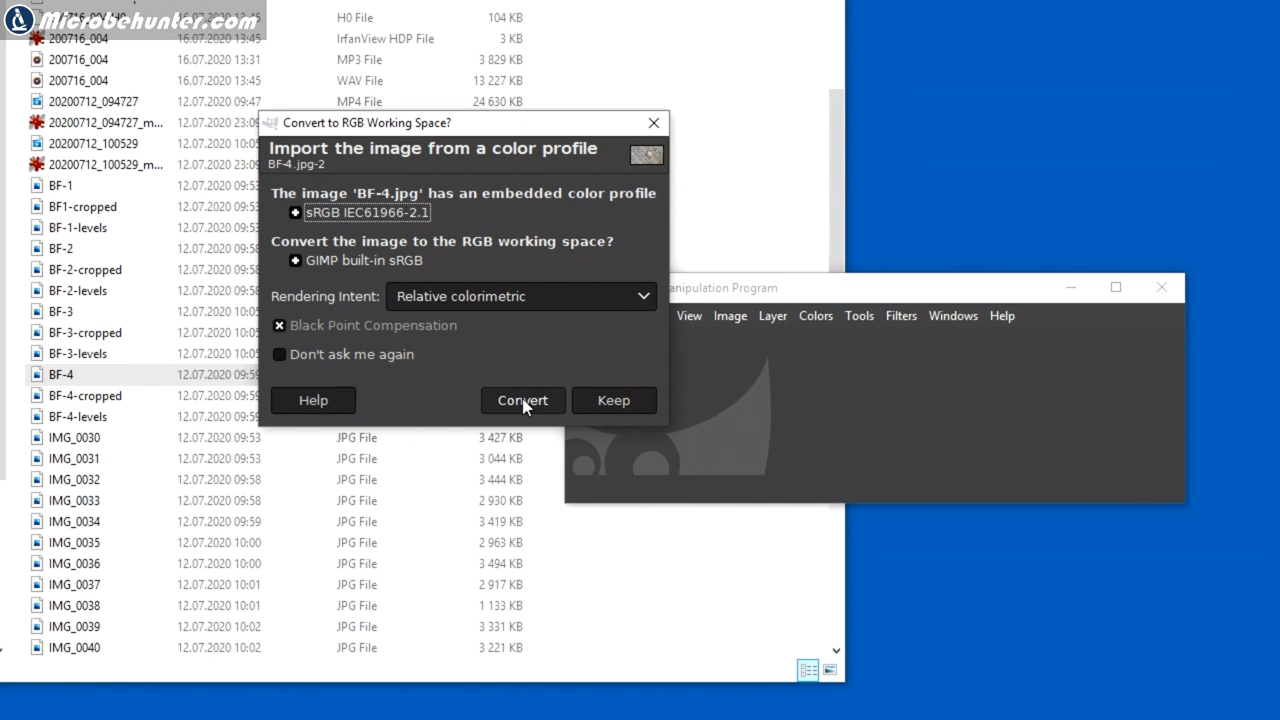 Microbehunter.com
H0 File 104 KB
200716_004 16.07.2020 13:45 IrfanView HDP File 3 KB
200716_004 16.07.2020 13:31 MP3 File 3 829 KB
200716_004 16.07.2020 13:45 WAV File 13 227 KB
20200712_094727 12.07.2020 09:47 MP4 File 24 630 KB
20200712_094727_m... 12.07.2020 23:09
20200712_100529 12.07.2020 10:05
20200712_100529_m... 12.07.2020 23:09
BF-1 12.07.2020 09:53
BF1-cropped 12.07.2020 09:53
BF-1-levels 12.07.2020 09:53
BF-2 12.07.2020 09:58
BF-2-cropped 12.07.2020 09:58
BF-2-levels 12.07.2020 09:58
BF-3 12.07.2020 10:05
BF-3-cropped 12.07.2020 10:05
BF-3-levels 12.07.2020 10:05
BF-4 12.07.2020 09:59
BF-4-cropped 12.07.2020 09:59
BF-4-levels 12.07.2020 09:59
IMG_0030 12.07.2020 09:53 JPG File 3 427 KB
IMG_0031 12.07.2020 09:53 JPG File 3 044 KB
IMG_0032 12.07.2020 09:58 JPG File 3 444 KB
IMG_0033 12.07.2020 09:58 JPG File 2 930 KB
IMG_0034 12.07.2020 09:59 JPG File 3 419 KB
IMG_0035 12.07.2020 10:00 JPG File 2 963 KB
IMG_0036 12.07.2020 10:00 JPG File 3 494 KB
IMG_0037 12.07.2020 10:01 JPG File 2 917 KB
IMG_0038 12.07.2020 10:01 JPG File 1 133 KB
IMG_0039 12.07.2020 10:02 JPG File 3 331 KB
IMG_0040 12.07.2020 10:02 JPG File 3 221 KB
Convert to RGB Working Space?
Import the image from a color profile
BF-4.jpg-2
The image 'BF-4.jpg' has an embedded color profile
sRGB IEC61966-2.1
Convert the image to the RGB working space?
GIMP built-in sRGB
Rendering Intent: Relative colorimetric
Black Point Compensation
Don't ask me again
Help Convert Keep
Program
View Image Layer Colors Tools Filters Windows Help